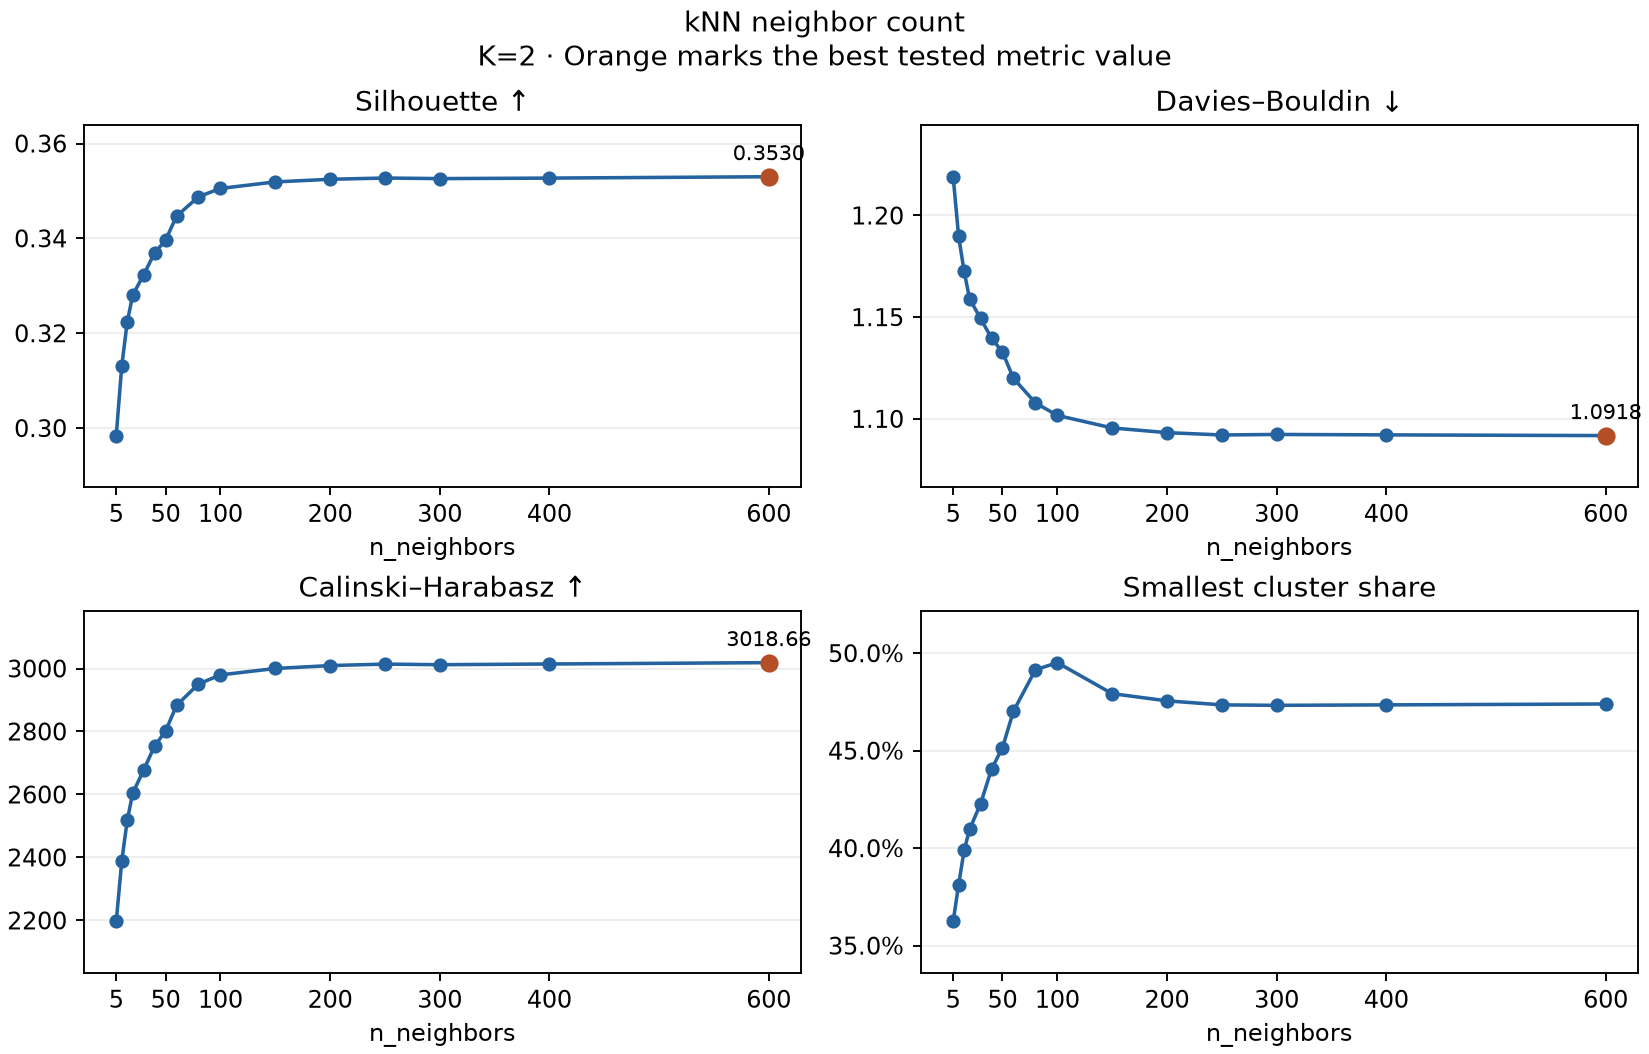 kNN neighbor count
K=2 · Orange marks the best tested metric value
Silhouette ↑
0.36
0.34
0.32
0.30
0.3530
5 50 100 200 300 400 600
n_neighbors
Davies–Bouldin ↓
1.20
1.15
1.10
1.0918
5 50 100 200 300 400 600
n_neighbors
Calinski–Harabasz ↑
3000
2800
2600
2400
2200
3018.66
5 50 100 200 300 400 600
n_neighbors
Smallest cluster share
50.0%
45.0%
40.0%
35.0%
5 50 100 200 300 400 600
n_neighbors